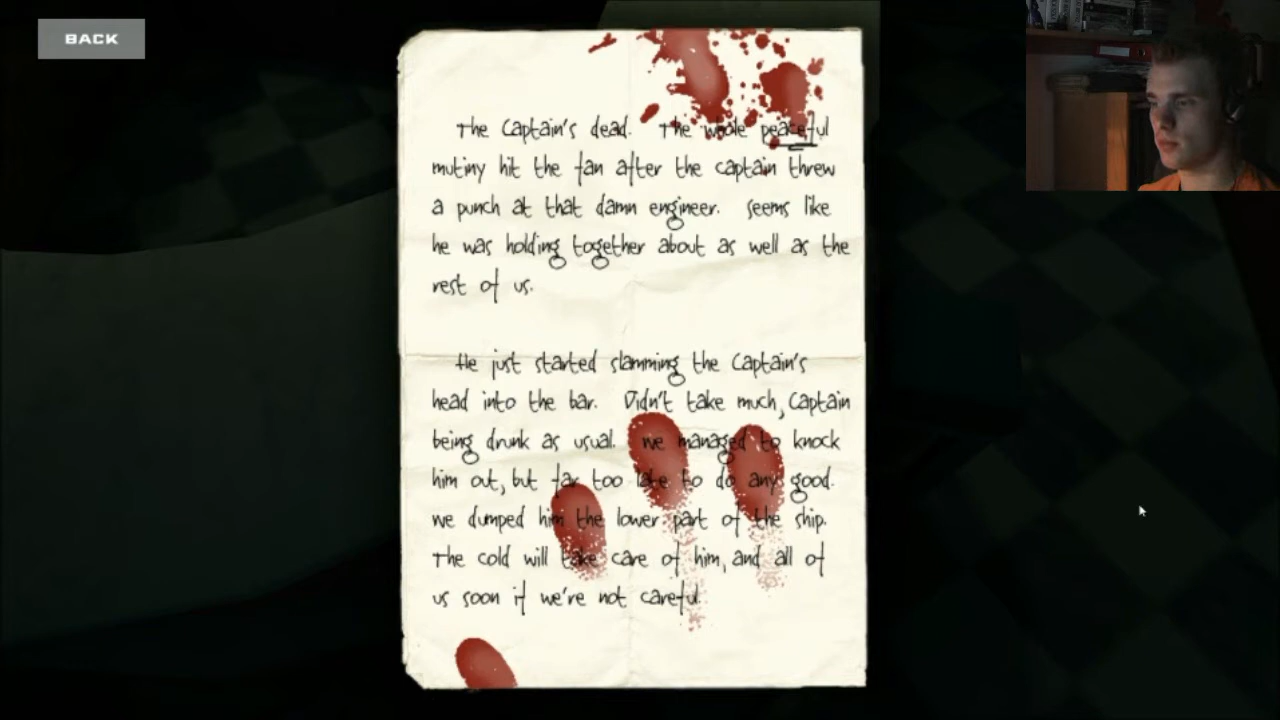 BACK
The Captain's dead. The whole peaceful
mutiny hit the fan after the captain threw
a punch at that damn engineer. Seems like
he was holding together about as well as the
rest of us.
He just started slamming the Captain's
head into the bar. Didn't take much, Captain
being drunk as usual. We managed to knock
him out, but far too late to do any good.
We dumped him the lower part of the ship.
The cold will take care of him, and all of
us soon if we're not careful.